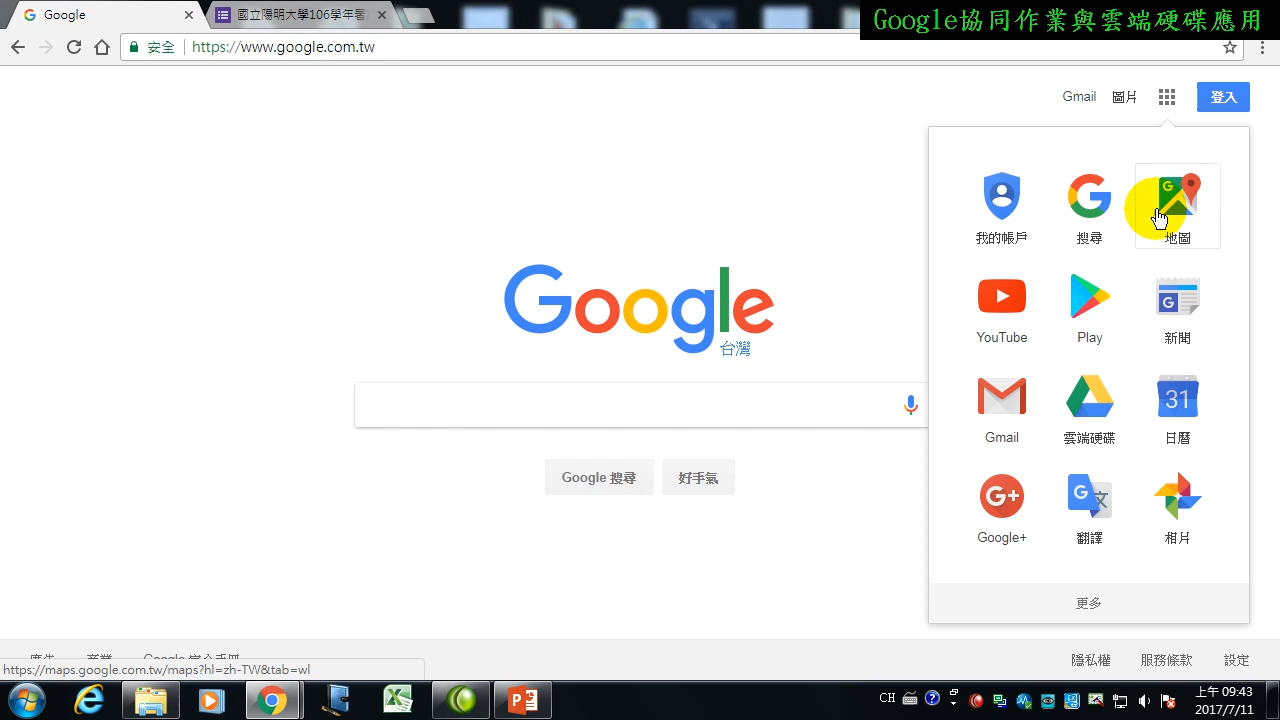 Google
國立陽明大學106學年暑
Google協同作業與雲端硬碟應用
安全
https://www.google.com.tw
Gmail
圖片
登入
我的帳戶
搜尋
地圖
YouTube
Play
新聞
Gmail
雲端硬碟
31
日曆
G+
Google+
翻譯
相片
更多
Google
台灣
Google 搜尋
好手氣
隱私權
服務條款
設定
https://maps.google.com.tw/maps?hl=zh-TW&tab=wl
CH
上午 09:43
2017/7/11